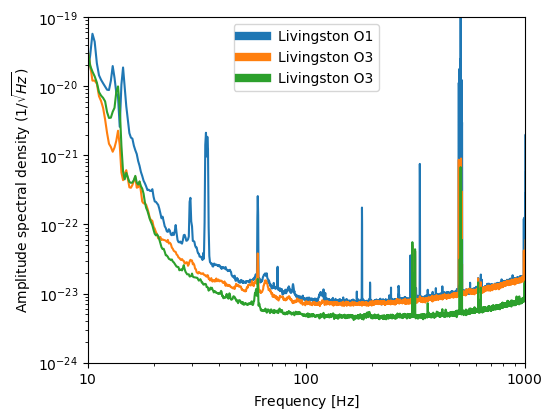 Livingston O1
Livingston O3
Livingston O3
Amplitude spectral density (1/√Hz)
10⁻¹⁹
10⁻²⁰
10⁻²¹
10⁻²²
10⁻²³
10⁻²⁴
10 100 1000
Frequency [Hz]